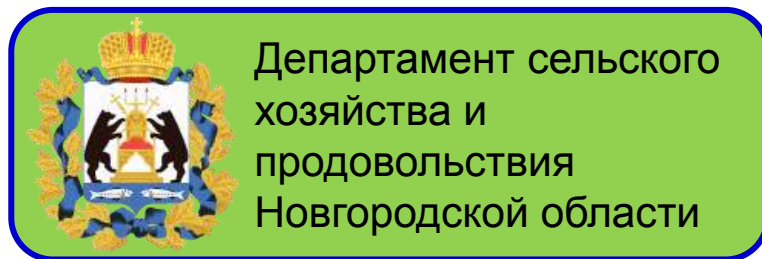 Департамент сельского
хозяйства и
продовольствия
Новгородской области